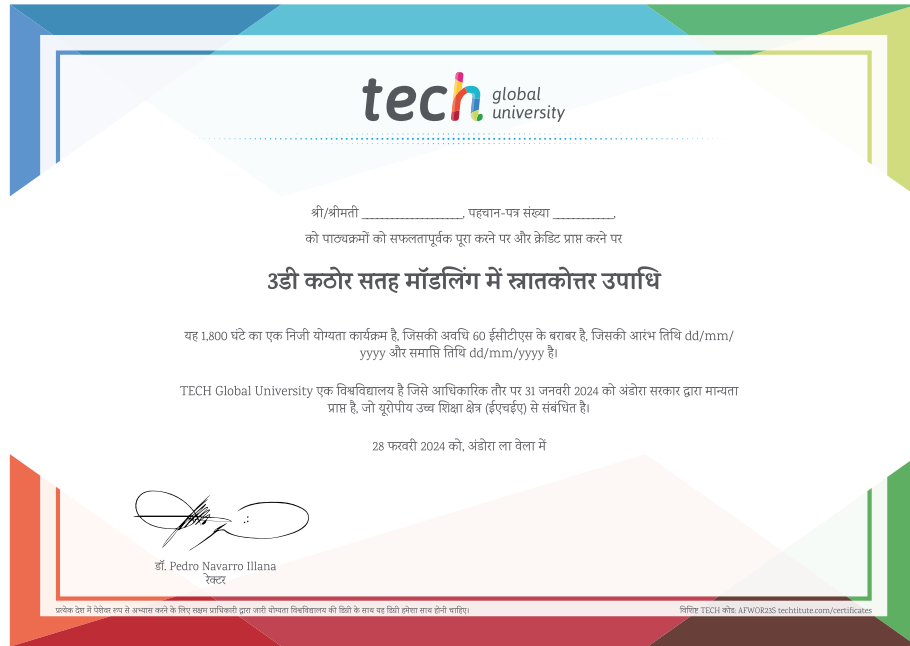 tech global
university
श्री/श्रीमती ____________________, पहचान-पत्र संख्या ____________,
को पाठ्यक्रमों को सफलतापूर्वक पूरा करने पर और क्रेडिट प्राप्त करने पर
3डी कठोर सतह मॉडलिंग में स्नातकोत्तर उपाधि
यह 1,800 घंटे का एक निजी योग्यता कार्यक्रम है, जिसकी अवधि 60 ईसीटीएस के बराबर है, जिसकी आरंभ तिथि dd/mm/
yyyy और समाप्ति तिथि dd/mm/yyyy है।
TECH Global University एक विश्वविद्यालय है जिसे आधिकारिक तौर पर 31 जनवरी 2024 को अंडोरा सरकार द्वारा मान्यता
प्राप्त है, जो यूरोपीय उच्च शिक्षा क्षेत्र (ईएचईए) से संबंधित है।
28 फरवरी 2024 को, अंडोरा ला वेला में
डॉ. Pedro Navarro Illana
रेक्टर
प्रत्येक देश में पेशेवर रूप से अभ्यास करने के लिए सक्षम प्राधिकारी द्वारा जारी योग्यता विश्वविद्यालय की डिग्री के साथ यह डिग्री हमेशा साथ होनी चाहिए।
विशिष्ट TECH कोड: AFWOR23S techtitute.com/certificates